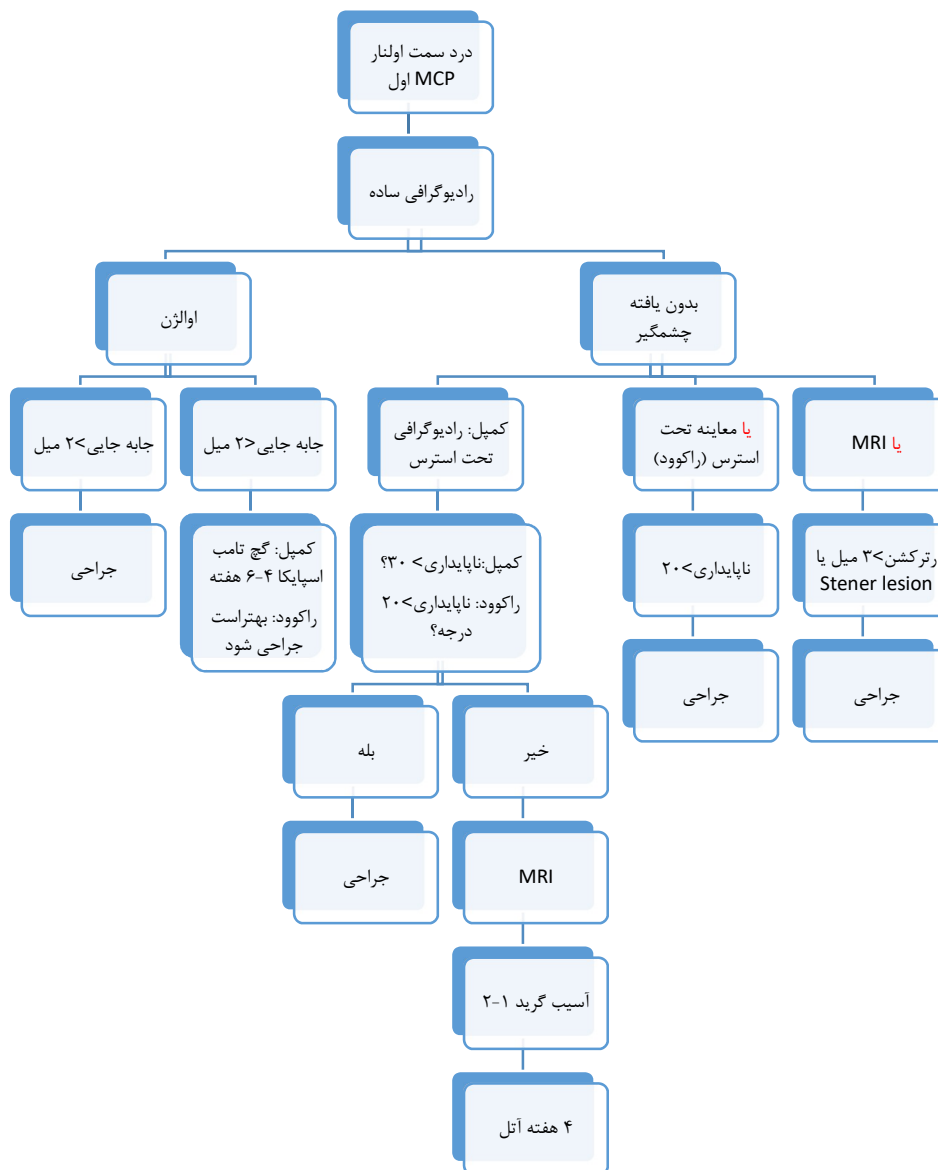 درد سمت اولنار
MCP اول
رادیوگرافی ساده
بدون یافته
چشمگیر
اوالژن
یا MRI
یا معاینه تحت
استرس (راکوود)
کمپل: رادیوگرافی
تحت استرس
جابه جایی<۲ میل
جابه جایی>۲ میل
رترکشن>۳ میل یا
Stener lesion
ناپایداری>۲۰
کمپل:ناپایداری> ۳۰؟
راکوود: ناپایداری>۲۰
درجه؟
کمپل: گچ تامب
اسپایکا ۴-۶ هفته
راکوود: بهتراست
جراحی شود
جراحی
جراحی
جراحی
خیر
بله
MRI
جراحی
آسیب گرید ۱-۲
۴ هفته آتل